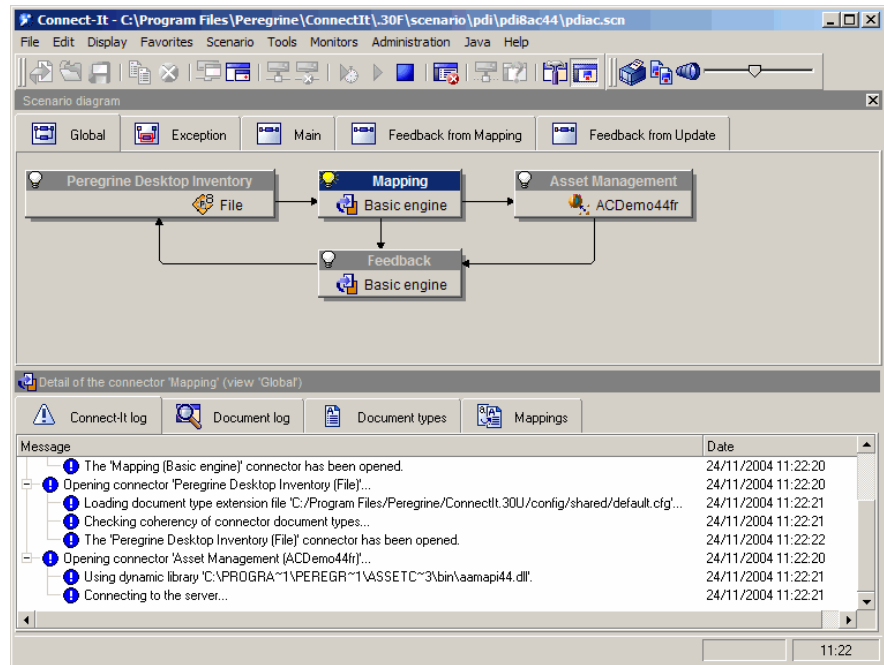 Connect-It - C:\Program Files\Peregrine\ConnectIt\.30F\scenario\pdi\pdi8ac44\pdiac.scn
File Edit Display Favorites Scenario Tools Monitors Administration Java Help
Scenario diagram
Global Exception Main Feedback from Mapping Feedback from Update
Peregrine Desktop Inventory Mapping Asset Management
File Basic engine ACDemo44fr
Feedback
Basic engine
Detail of the connector 'Mapping' (view 'Global')
Connect-It log Document log Document types Mappings
Message Date
The 'Mapping (Basic engine)' connector has been opened. 24/11/2004 11:22:20
Opening connector 'Peregrine Desktop Inventory (File)'... 24/11/2004 11:22:20
Loading document type extension file 'C:/Program Files/Peregrine/ConnectIt.30U/config/shared/default.cfg'... 24/11/2004 11:22:21
Checking coherency of connector document types... 24/11/2004 11:22:21
The 'Peregrine Desktop Inventory (File)' connector has been opened. 24/11/2004 11:22:22
Opening connector 'Asset Management (ACDemo44fr)'... 24/11/2004 11:22:20
Using dynamic library 'C:\PROGRA~1\PEREGR~1\ASSETC~3\bin\aamapi44.dll'. 24/11/2004 11:22:21
Connecting to the server... 24/11/2004 11:22:21
11:22